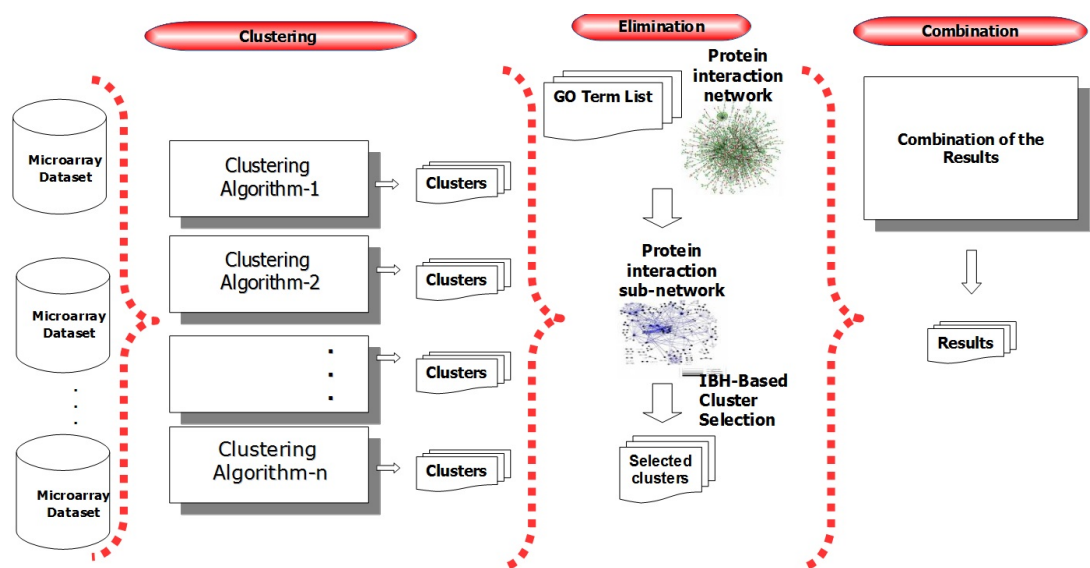 Clustering
Elimination
Combination
Microarray
Dataset
Microarray
Dataset
.
.
.
Microarray
Dataset
Clustering
Algorithm-1
Clusters
Clustering
Algorithm-2
Clusters
.
.
.
Clusters
Clustering
Algorithm-n
Clusters
GO Term List
Protein
interaction
network
Protein
interaction
sub-network
IBH-Based
Cluster
Selection
Selected
clusters
Combination of the
Results
Results